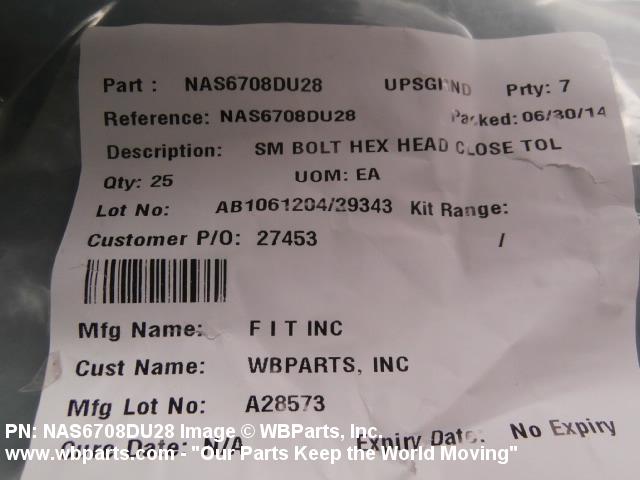 Part : NAS6708DU28 UPSGRND Prty: 7
Reference: NAS6708DU28 Packed: 06/30/14
Description: SM BOLT HEX HEAD CLOSE TOL
Qty: 25 UOM: EA
Lot No: AB1061204/29343 Kit Range:
Customer P/O: 27453 /
Mfg Name: F I T INC
Cust Name: WBPARTS, INC
Mfg Lot No: A28573
PN: NAS6708DU28 Image © WBParts, Inc.
Cure Date: N/A Expiry Date: No Expiry
www.wbparts.com - "Our Parts Keep the World Moving"